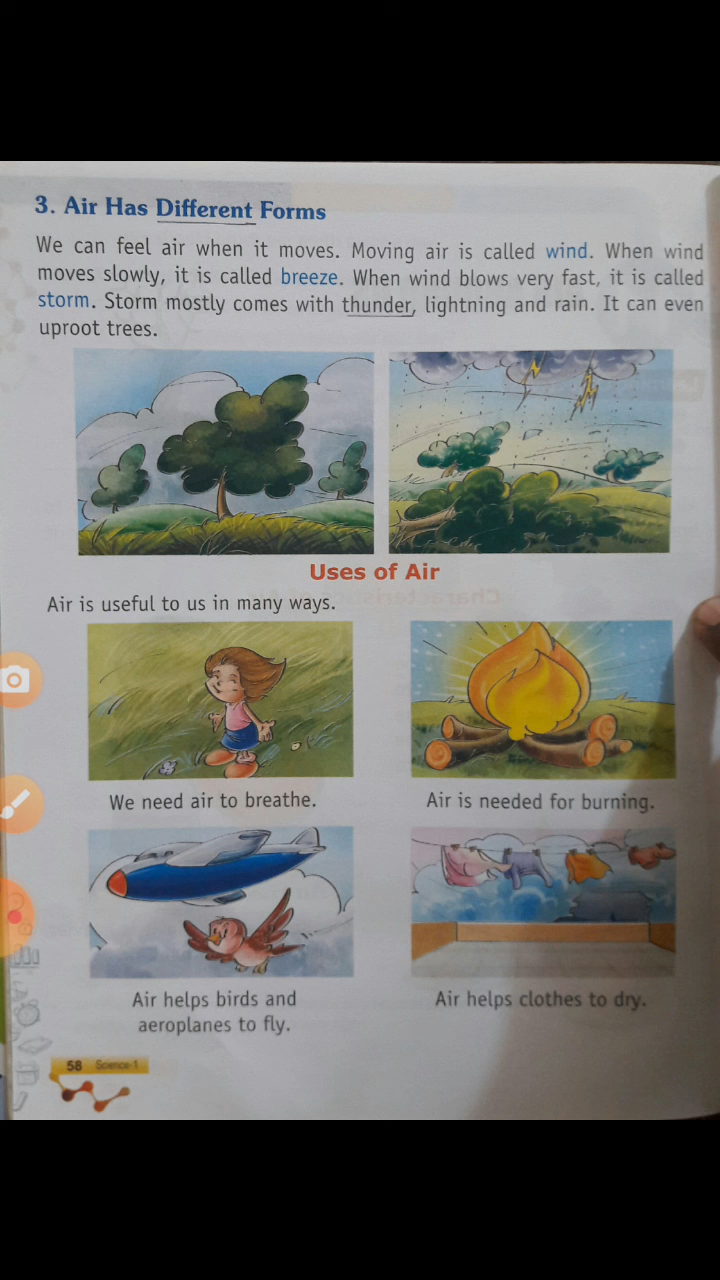 3. Air Has Different Forms
We can feel air when it moves. Moving air is called wind. When wind
moves slowly, it is called breeze. When wind blows very fast, it is called
storm. Storm mostly comes with thunder, lightning and rain. It can even
uproot trees.
Uses of Air
Air is useful to us in many ways.
We need air to breathe.
Air is needed for burning.
Air helps birds and
aeroplanes to fly.
Air helps clothes to dry.
58 Science-1